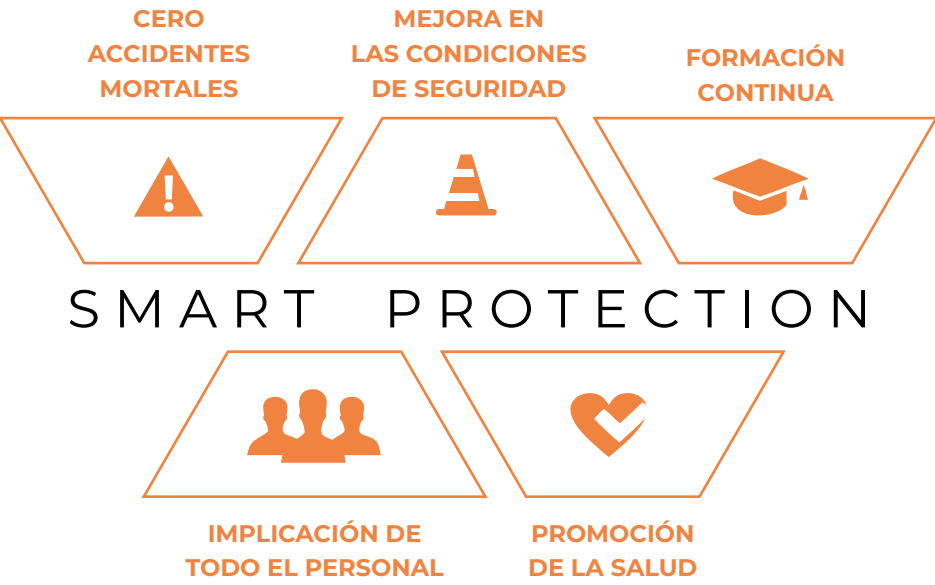 CERO
ACCIDENTES
MORTALES
MEJORA EN
LAS CONDICIONES
DE SEGURIDAD
FORMACIÓN
CONTINUA
SMART PROTECTION
IMPLICACIÓN DE
TODO EL PERSONAL
PROMOCIÓN
DE LA SALUD